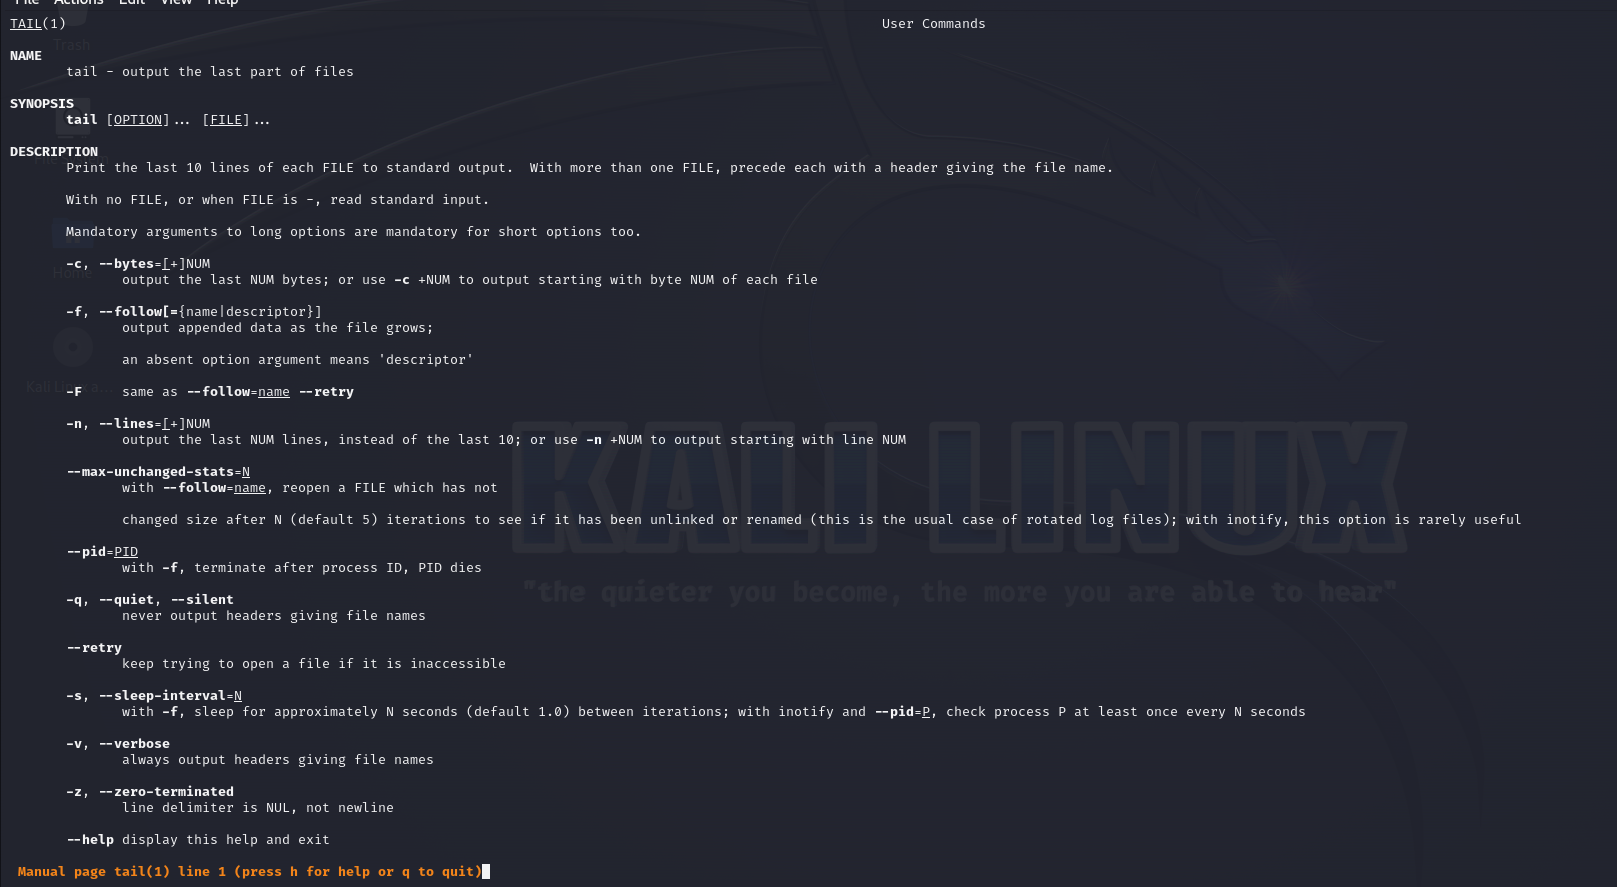 File Actions Edit View Help
TAIL(1) User Commands
Trash
NAME
tail - output the last part of files
SYNOPSIS
tail [OPTION]... [FILE]...
DESCRIPTION
Print the last 10 lines of each FILE to standard output. With more than one FILE, precede each with a header giving the file name.
With no FILE, or when FILE is -, read standard input.
Mandatory arguments to long options are mandatory for short options too.
-c, --bytes=[+]NUM
Home
output the last NUM bytes; or use -c +NUM to output starting with byte NUM of each file
-f, --follow[={name|descriptor}]
output appended data as the file grows;
an absent option argument means 'descriptor'
Kali Linux a...
-F same as --follow=name --retry
-n, --lines=[+]NUM
output the last NUM lines, instead of the last 10; or use -n +NUM to output starting with line NUM
KALI LINUX
--max-unchanged-stats=N
with --follow=name, reopen a FILE which has not
changed size after N (default 5) iterations to see if it has been unlinked or renamed (this is the usual case of rotated log files); with inotify, this option is rarely useful
--pid=PID
with -f, terminate after process ID, PID dies
"the quieter you become, the more you are able to hear"
-q, --quiet, --silent
never output headers giving file names
--retry
keep trying to open a file if it is inaccessible
-s, --sleep-interval=N
with -f, sleep for approximately N seconds (default 1.0) between iterations; with inotify and --pid=P, check process P at least once every N seconds
-v, --verbose
always output headers giving file names
-z, --zero-terminated
line delimiter is NUL, not newline
--help display this help and exit
Manual page tail(1) line 1 (press h for help or q to quit)